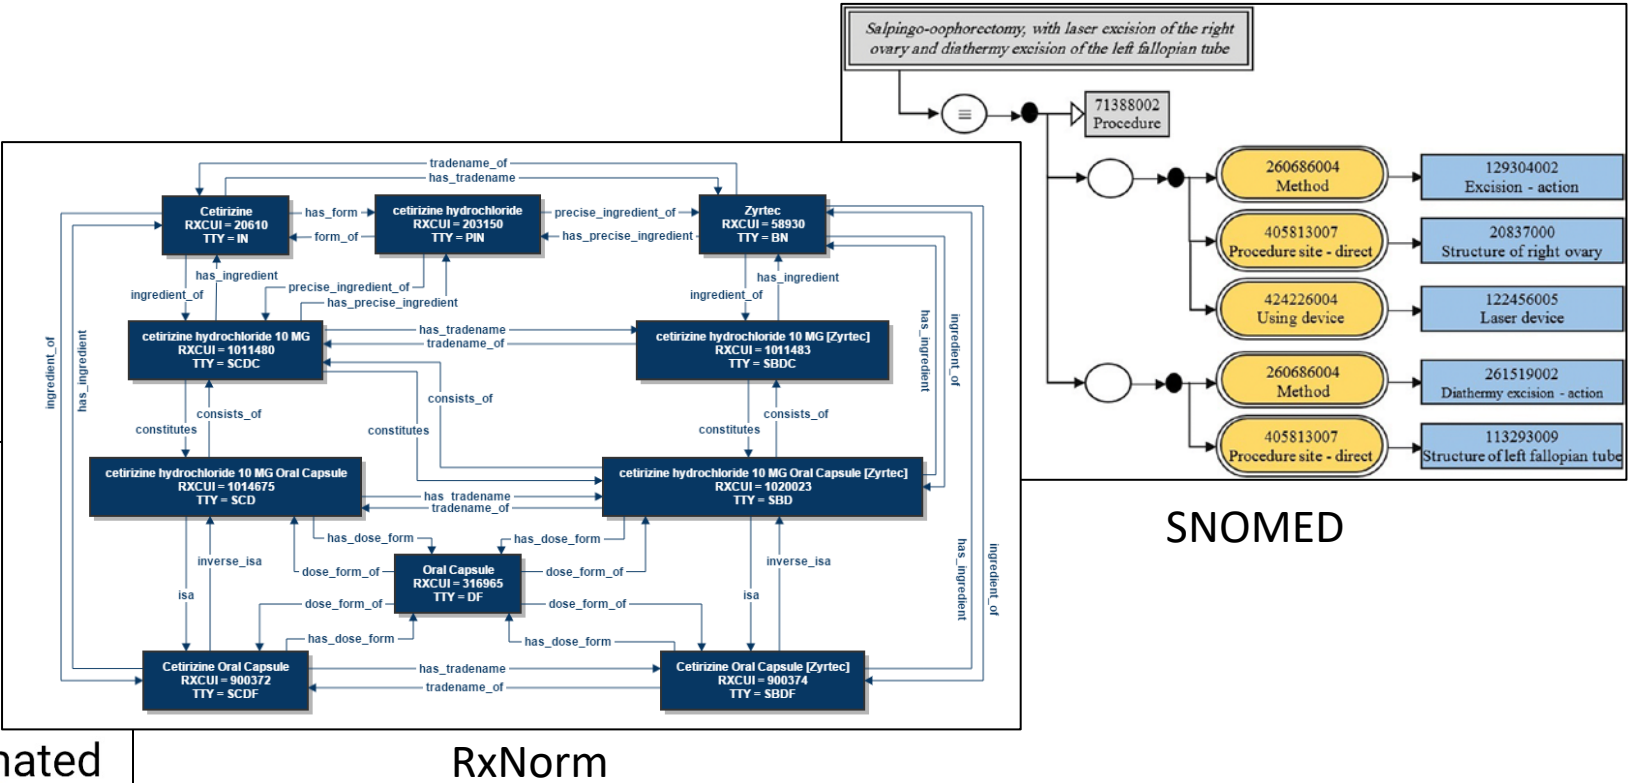 Salpingo-oophorectomy, with laser excision of the right
ovary and diathermy excision of the left fallopian tube
≡
71388002
Procedure
260686004
Method
129304002
Excision - action
405813007
Procedure site - direct
20837000
Structure of right ovary
424226004
Using device
122456005
Laser device
260686004
Method
261519002
Diathermy excision - action
405813007
Procedure site - direct
113293009
Structure of left fallopian tube
SNOMED
tradename_of
has_tradename
Cetirizine
RXCUI = 20610
TTY = IN
has_form
form_of
cetirizine hydrochloride
RXCUI = 203150
TTY = PIN
precise_ingredient_of
has_precise_ingredient
Zyrtec
RXCUI = 58930
TTY = BN
has_ingredient
ingredient_of
precise_ingredient_of
has_precise_ingredient
has_ingredient
ingredient_of
cetirizine hydrochloride 10 MG
RXCUI = 1011480
TTY = SCDC
has_tradename
tradename_of
cetirizine hydrochloride 10 MG [Zyrtec]
RXCUI = 1011483
TTY = SBDC
ingredient_of
has_ingredient
has_ingredient
ingredient_of
consists_of
constitutes
consists_of
constitutes
consists_of
constitutes
cetirizine hydrochloride 10 MG Oral Capsule
RXCUI = 1014675
TTY = SCD
has_tradename
tradename_of
cetirizine hydrochloride 10 MG Oral Capsule [Zyrtec]
RXCUI = 1020023
TTY = SBD
has_dose_form
has_dose_form
inverse_isa
isa
dose_form_of
Oral Capsule
RXCUI = 316965
TTY = DF
dose_form_of
inverse_isa
isa
has_ingredient
ingredient_of
dose_form_of
dose_form_of
has_dose_form
has_dose_form
Cetirizine Oral Capsule
RXCUI = 900372
TTY = SCDF
has_tradename
tradename_of
Cetirizine Oral Capsule [Zyrtec]
RXCUI = 900374
TTY = SBDF
nated
RxNorm